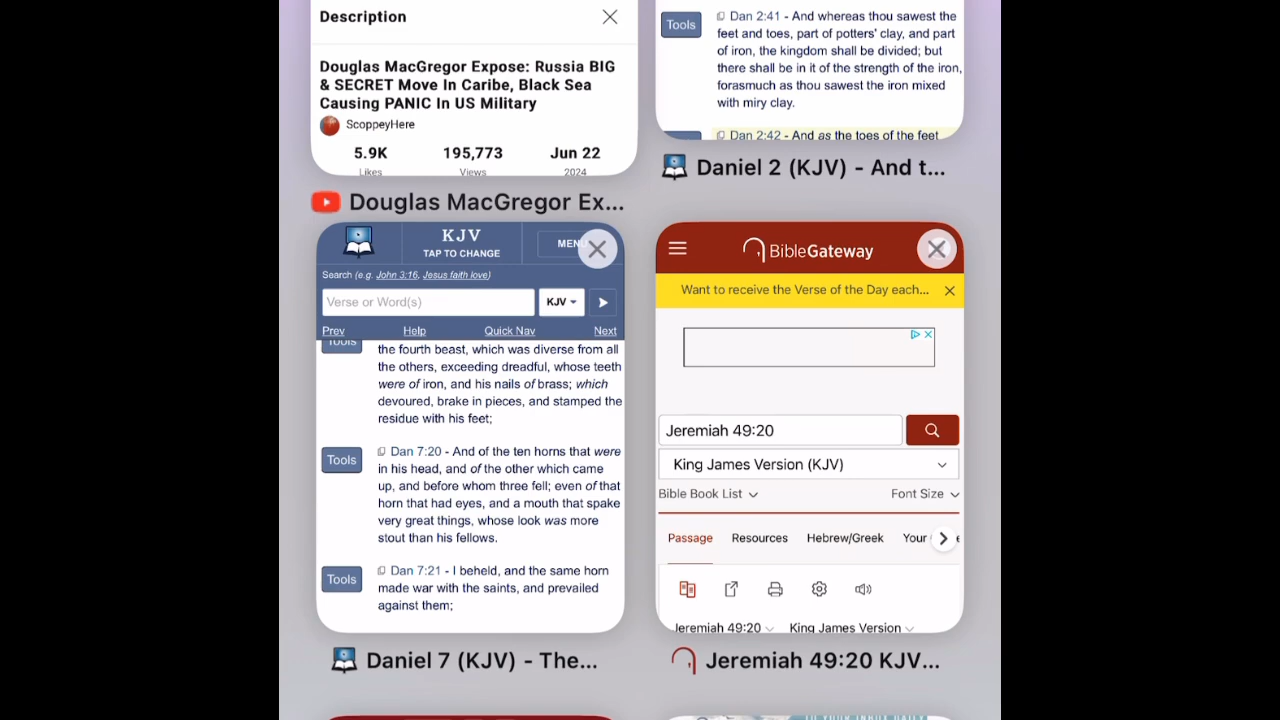 Description
Douglas MacGregor Expose: Russia BIG
& SECRET Move In Caribe, Black Sea
Causing PANIC In US Military
ScoppeyHere
5.9K 195,773 Jun 22
Likes Views 2024
Douglas MacGregor Ex...
Tools
Dan 2:41 - And whereas thou sawest the
feet and toes, part of potters' clay, and part
of iron, the kingdom shall be divided; but
there shall be in it of the strength of the iron,
forasmuch as thou sawest the iron mixed
with miry clay.
Dan 2:42 - And as the toes of the feet
Daniel 2 (KJV) - And t...
KJV
TAP TO CHANGE
MENU
Search (e.g. John 3:16, Jesus faith love)
Verse or Word(s)
KJV
Prev Help Quick Nav Next
Tools
the fourth beast, which was diverse from all
the others, exceeding dreadful, whose teeth
were of iron, and his nails of brass; which
devoured, brake in pieces, and stamped the
residue with his feet;
Tools
Dan 7:20 - And of the ten horns that were
in his head, and of the other which came
up, and before whom three fell; even of that
horn that had eyes, and a mouth that spake
very great things, whose look was more
stout than his fellows.
Tools
Dan 7:21 - I beheld, and the same horn
made war with the saints, and prevailed
against them;
Daniel 7 (KJV) - The...
BibleGateway
Want to receive the Verse of the Day each...
Jeremiah 49:20
King James Version (KJV)
Bible Book List Font Size
Passage Resources Hebrew/Greek Your
Jeremiah 49:20 King James Version
Jeremiah 49:20 KJV...